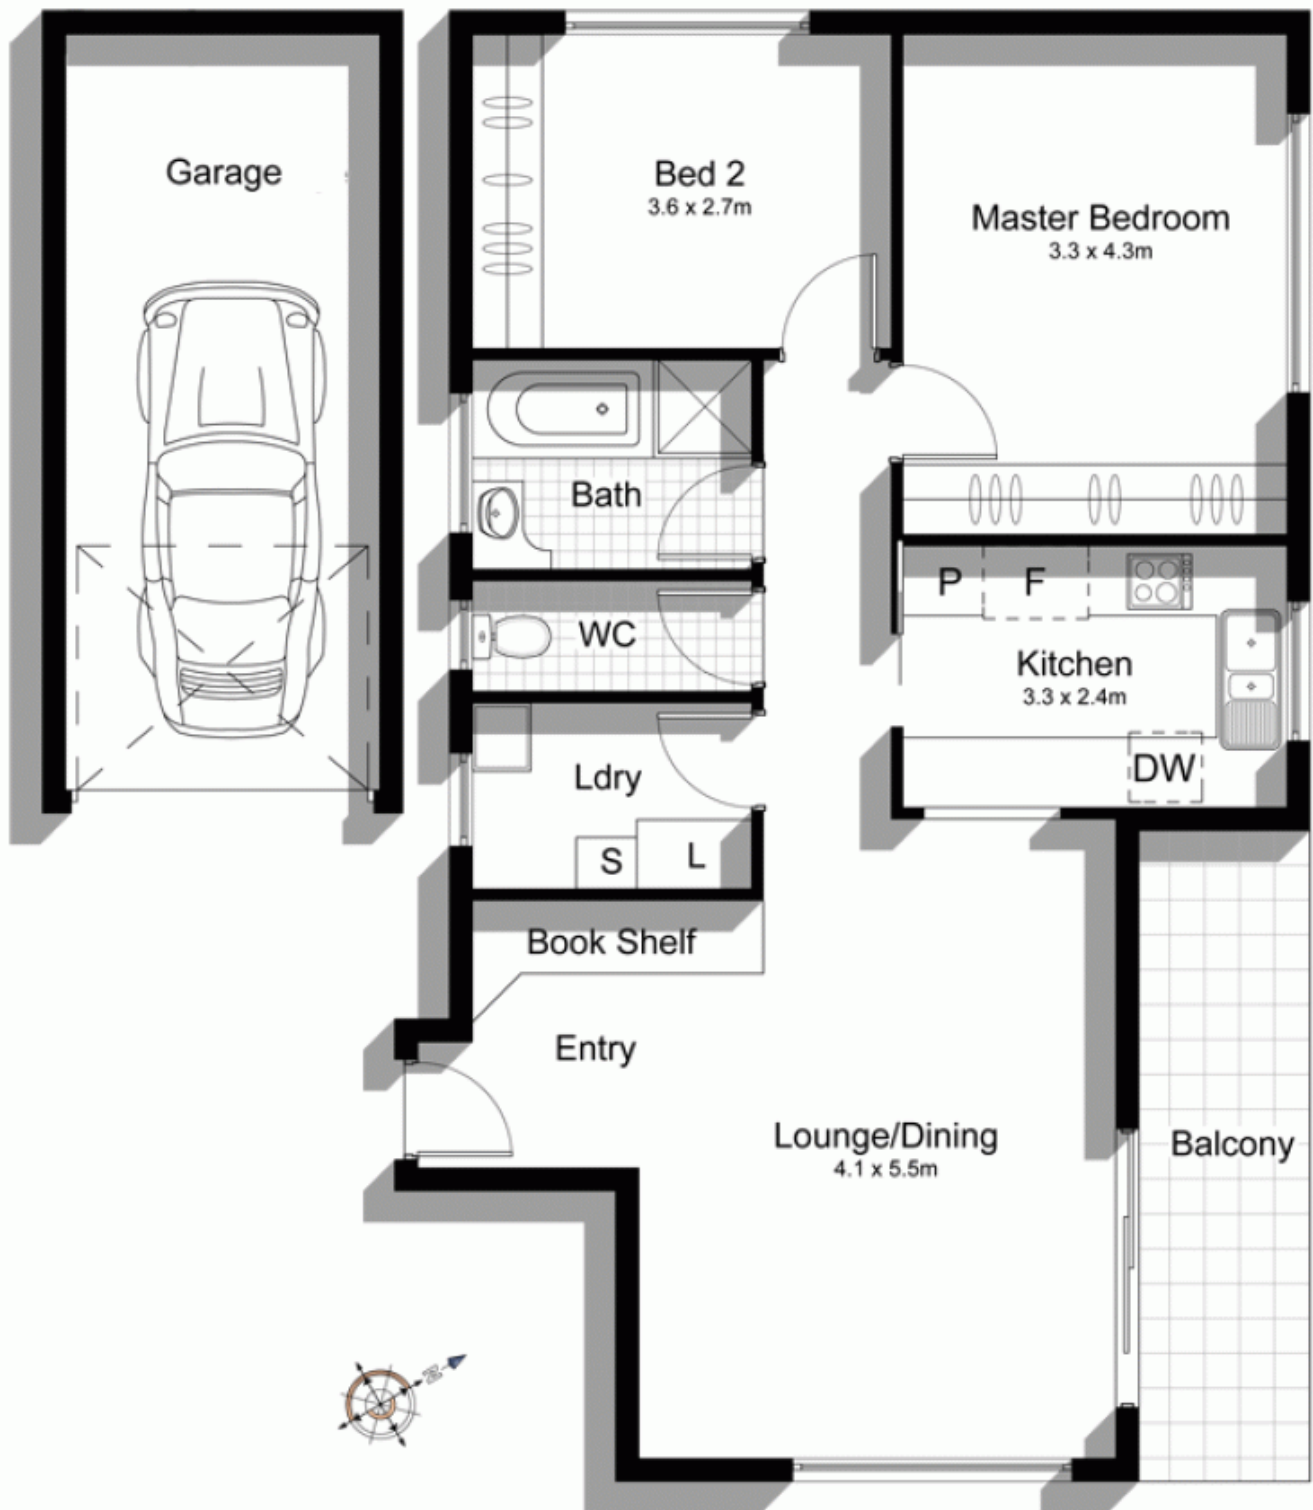 Garage
Bed 2
3.6 x 2.7m
Master Bedroom
3.3 x 4.3m
Bath
P
F
WC
Kitchen
3.3 x 2.4m
DW
Ldry
S
L
Book Shelf
Entry
Lounge/Dining
4.1 x 5.5m
Balcony
N